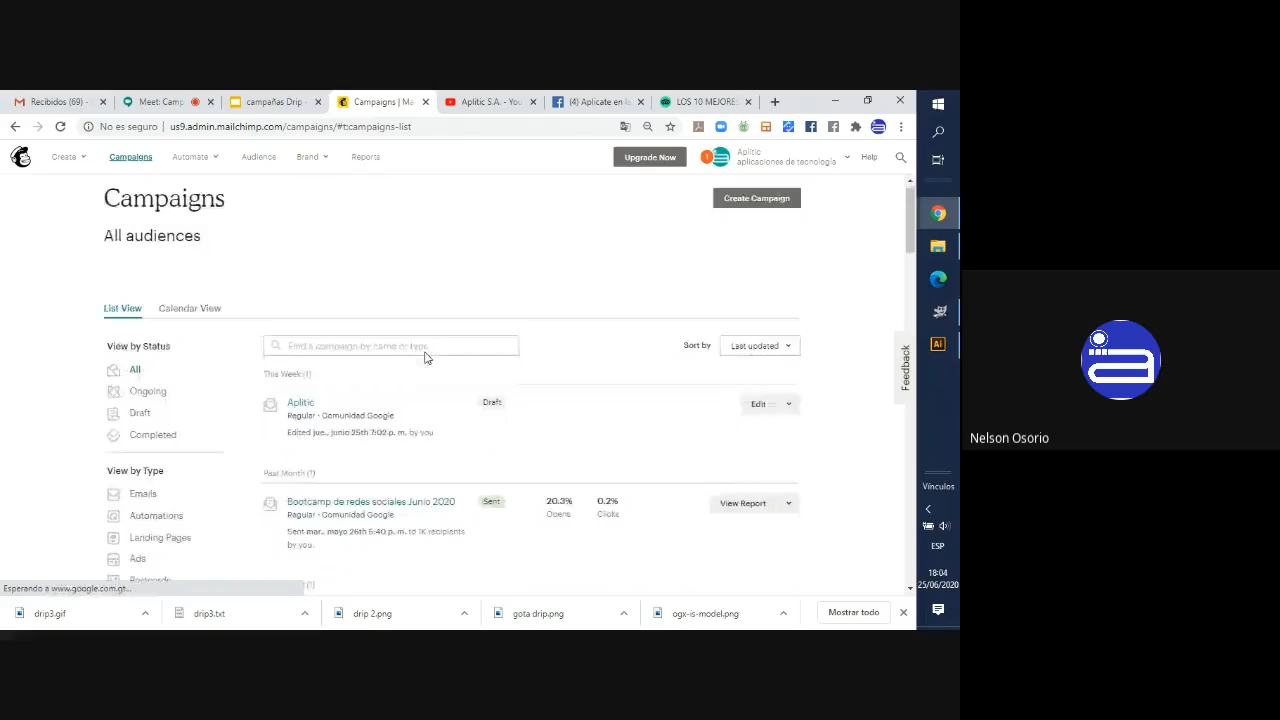 Recibidos (69) -
Meet: Camp
campañas Drip -
Campaigns | Ma
Aplitic S.A. - You
(4) Aplicate en la
LOS 10 MEJORES
No es seguro
us9.admin.mailchimp.com/campaigns/#t:campaigns-list
Create
Campaigns
Automate
Audience
Brand
Reports
Upgrade Now
1
Aplitic
aplicaciones de tecnología
Help
Campaigns
Create Campaign
All audiences
List View
Calendar View
View by Status
All
Ongoing
Draft
Completed
View by Type
Emails
Automations
Landing Pages
Ads
Postcards
Find a campaign by name or type
Sort by
Last updated
This Week (1)
Aplitic
Draft
Edit
Regular · Comunidad Google
Edited jue., junio 25th 7:02 p. m. by you
Past Month (1)
Bootcamp de redes sociales Junio 2020
Sent
20.3%
Opens
0.2%
Clicks
View Report
Regular · Comunidad Google
Sent mar., mayo 26th 5:40 p. m. to 1K recipients
by you.
Feedback
Esperando a www.google.com.gt...
drip3.gif
drip3.txt
drip 2.png
gota drip.png
ogx-is-model.png
Mostrar todo
Ai
Vínculos
ESP
18:04
25/06/2020
Nelson Osorio